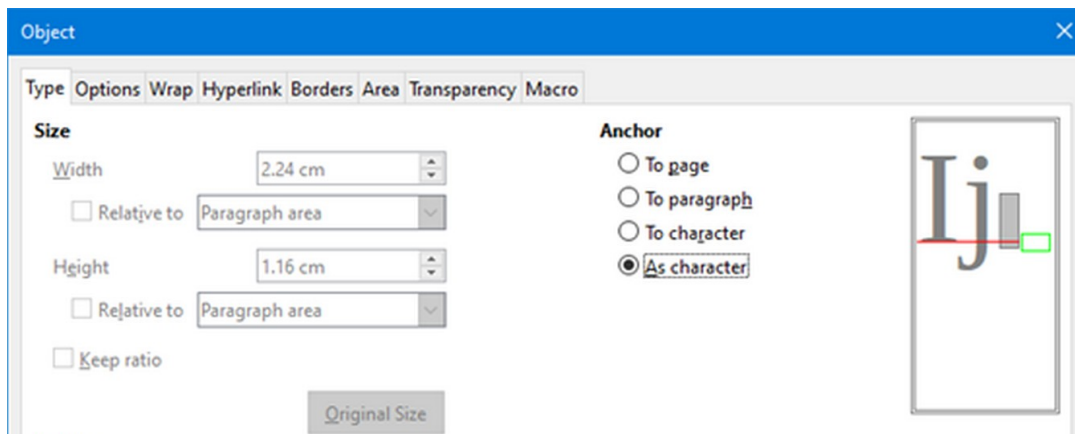 Object
Type Options Wrap Hyperlink Borders Area Transparency Macro
Size
Width 2.24 cm
Relative to Paragraph area
Height 1.16 cm
Relative to Paragraph area
Keep ratio
Original Size
Anchor
To page
To paragraph
To character
As character
Ij